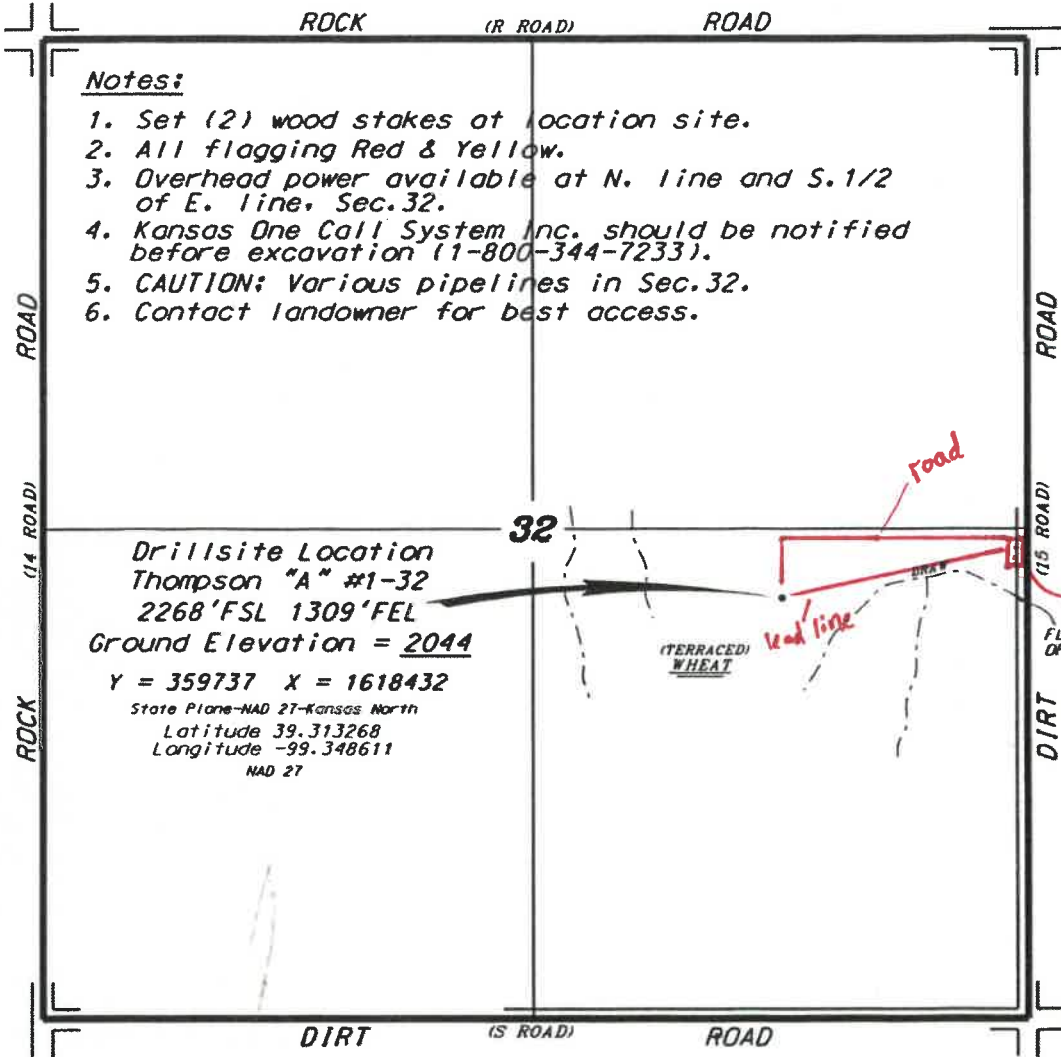 ROCK (R ROAD) ROAD
Notes:
1. Set (2) wood stakes at location site.
2. All flagging Red & Yellow.
3. Overhead power available at N. line and S.1/2
of E. line, Sec.32.
4. Kansas One Call System Inc. should be notified
before excavation (1-800-344-7233).
5. CAUTION: Various pipelines in Sec.32.
6. Contact landowner for best access.
ROAD
(14 ROAD)
ROCK
ROAD
(15 ROAD)
DIRT
road
32
Drillsite Location
Thompson "A" #1-32
2268'FSL 1309'FEL
Ground Elevation = 2044
Y = 359737 X = 1618432
State Plane-NAD 27-Kansas North
Latitude 39.313268
Longitude -99.348611
NAD 27
DRAW
lead line
(TERRACED)
WHEAT
DIRT (S ROAD) ROAD